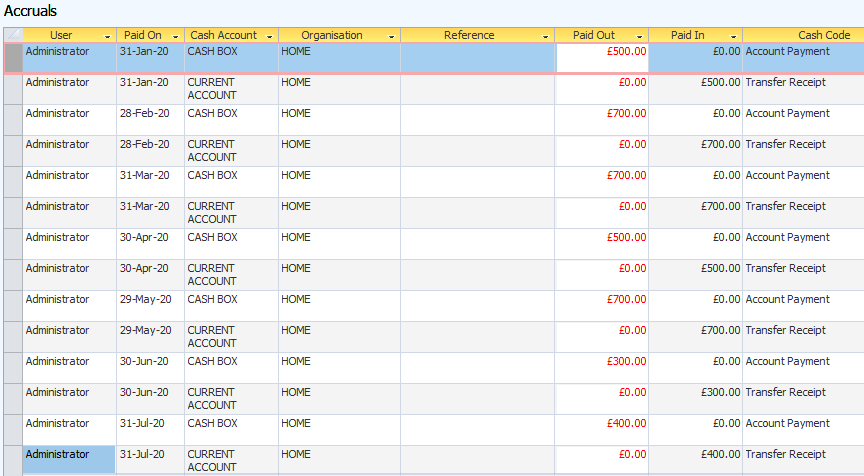 Accruals
User Paid On Cash Account Organisation Reference Paid Out Paid In Cash Code
Administrator 31-Jan-20 CASH BOX HOME £500.00 £0.00 Account Payment
Administrator 31-Jan-20 CURRENT ACCOUNT HOME £0.00 £500.00 Transfer Receipt
Administrator 28-Feb-20 CASH BOX HOME £700.00 £0.00 Account Payment
Administrator 28-Feb-20 CURRENT ACCOUNT HOME £0.00 £700.00 Transfer Receipt
Administrator 31-Mar-20 CASH BOX HOME £700.00 £0.00 Account Payment
Administrator 31-Mar-20 CURRENT ACCOUNT HOME £0.00 £700.00 Transfer Receipt
Administrator 30-Apr-20 CASH BOX HOME £500.00 £0.00 Account Payment
Administrator 30-Apr-20 CURRENT ACCOUNT HOME £0.00 £500.00 Transfer Receipt
Administrator 29-May-20 CASH BOX HOME £700.00 £0.00 Account Payment
Administrator 29-May-20 CURRENT ACCOUNT HOME £0.00 £700.00 Transfer Receipt
Administrator 30-Jun-20 CASH BOX HOME £300.00 £0.00 Account Payment
Administrator 30-Jun-20 CURRENT ACCOUNT HOME £0.00 £300.00 Transfer Receipt
Administrator 31-Jul-20 CASH BOX HOME £400.00 £0.00 Account Payment
Administrator 31-Jul-20 CURRENT ACCOUNT HOME £0.00 £400.00 Transfer Receipt